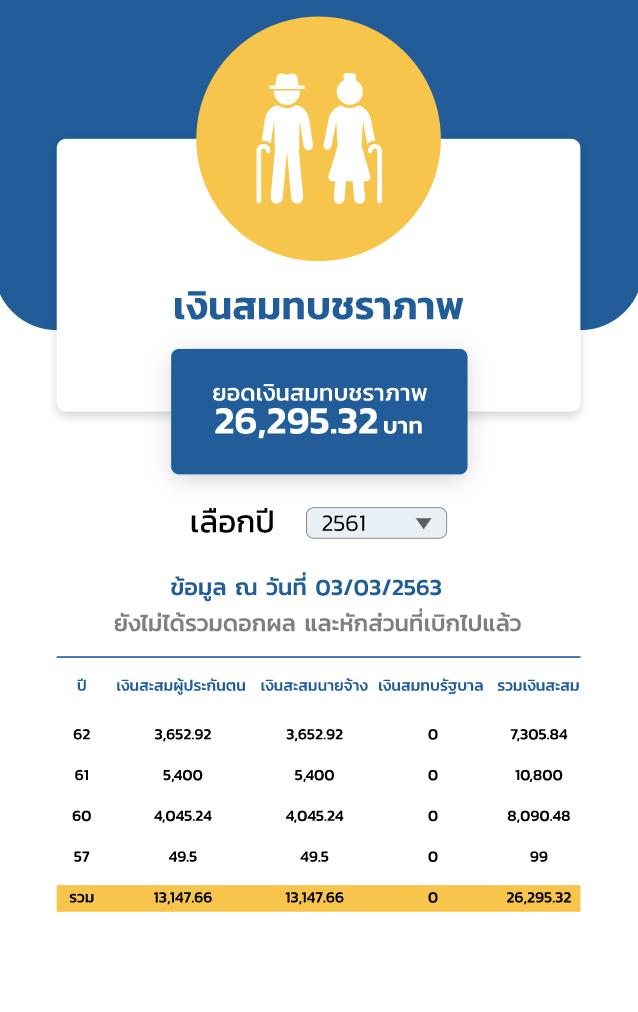 เงินสมทบชราภาพ
ยอดเงินสมทบชราภาพ
26,295.32 บาท
เลือกปี 2561
ข้อมูล ณ วันที่ 03/03/2563
ยังไม่ได้รวมดอกผล และหักส่วนที่เบิกไปแล้ว
ปี เงินสะสมผู้ประกันตน เงินสะสมนายจ้าง เงินสมทบรัฐบาล รวมเงินสะสม
62 3,652.92 3,652.92 0 7,305.84
61 5,400 5,400 0 10,800
60 4,045.24 4,045.24 0 8,090.48
57 49.5 49.5 0 99
รวม 13,147.66 13,147.66 0 26,295.32